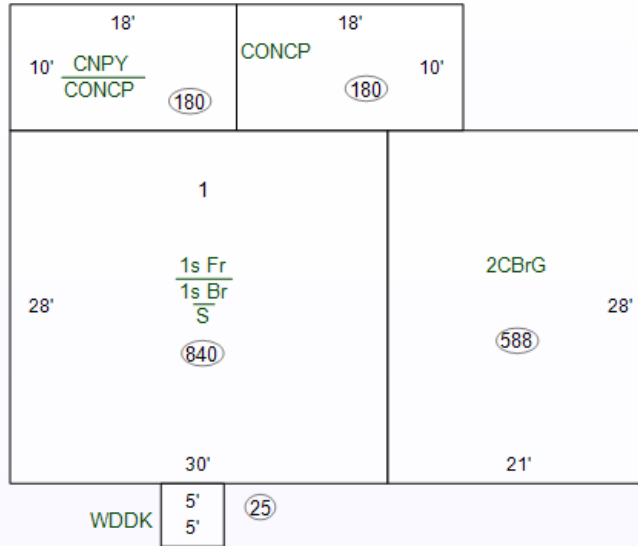 18'
18'
10'
CNPY
CONCP
180
CONCP
10'
180
1
1s Fr
1s Br
S
28'
840
30'
2CBrG
28'
588
21'
WDDK
5'
5'
25